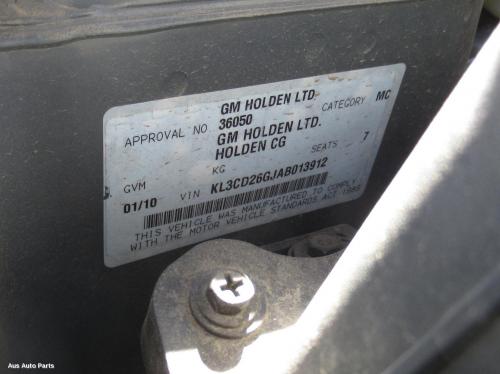 GM HOLDEN LTD.
APPROVAL NO 36050 CATEGORY MC
GM HOLDEN LTD.
HOLDEN CG
GVM KG SEATS 7
01/10 VIN KL3CD26GJAB013912
THIS VEHICLE WAS MANUFACTURED TO COMPLY
WITH THE MOTOR VEHICLE STANDARDS ACT 1989
Aus Auto Parts